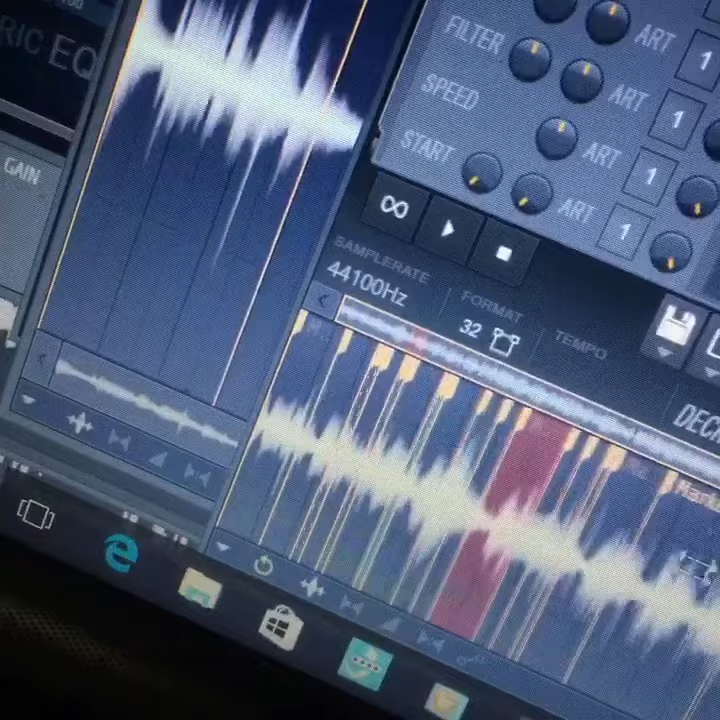 RIC EQ
GAIN
FILTER
ART
1
SPEED
ART
1
START
ART
1
ART
1
SAMPLERATE
44100Hz
FORMAT
32
TEMPO